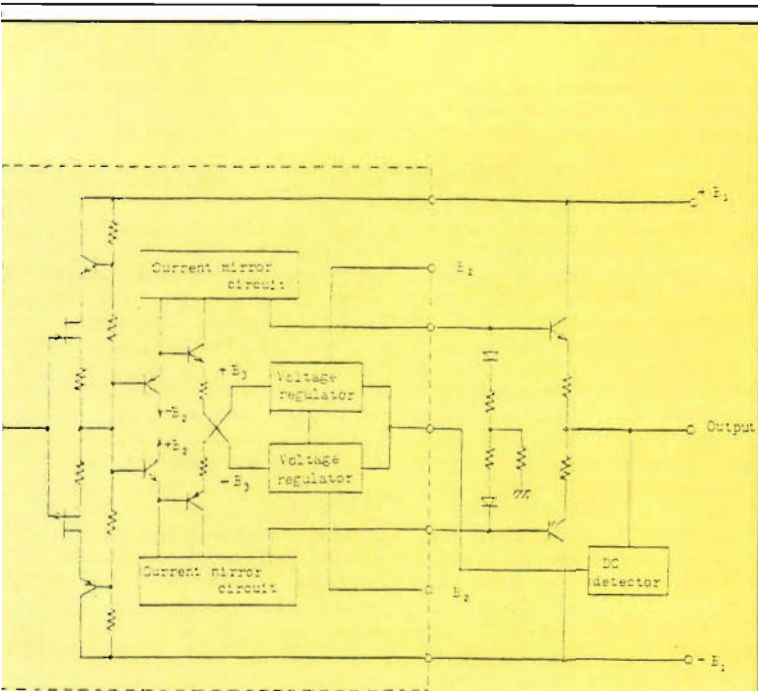 + B₁
Current mirror
circuit
B₂
+ B₃
Voltage
regulator
-B₂
+B₂
Output
Voltage
regulator
- B₃
Current mirror
circuit
DC
detector
B₂
- B₁